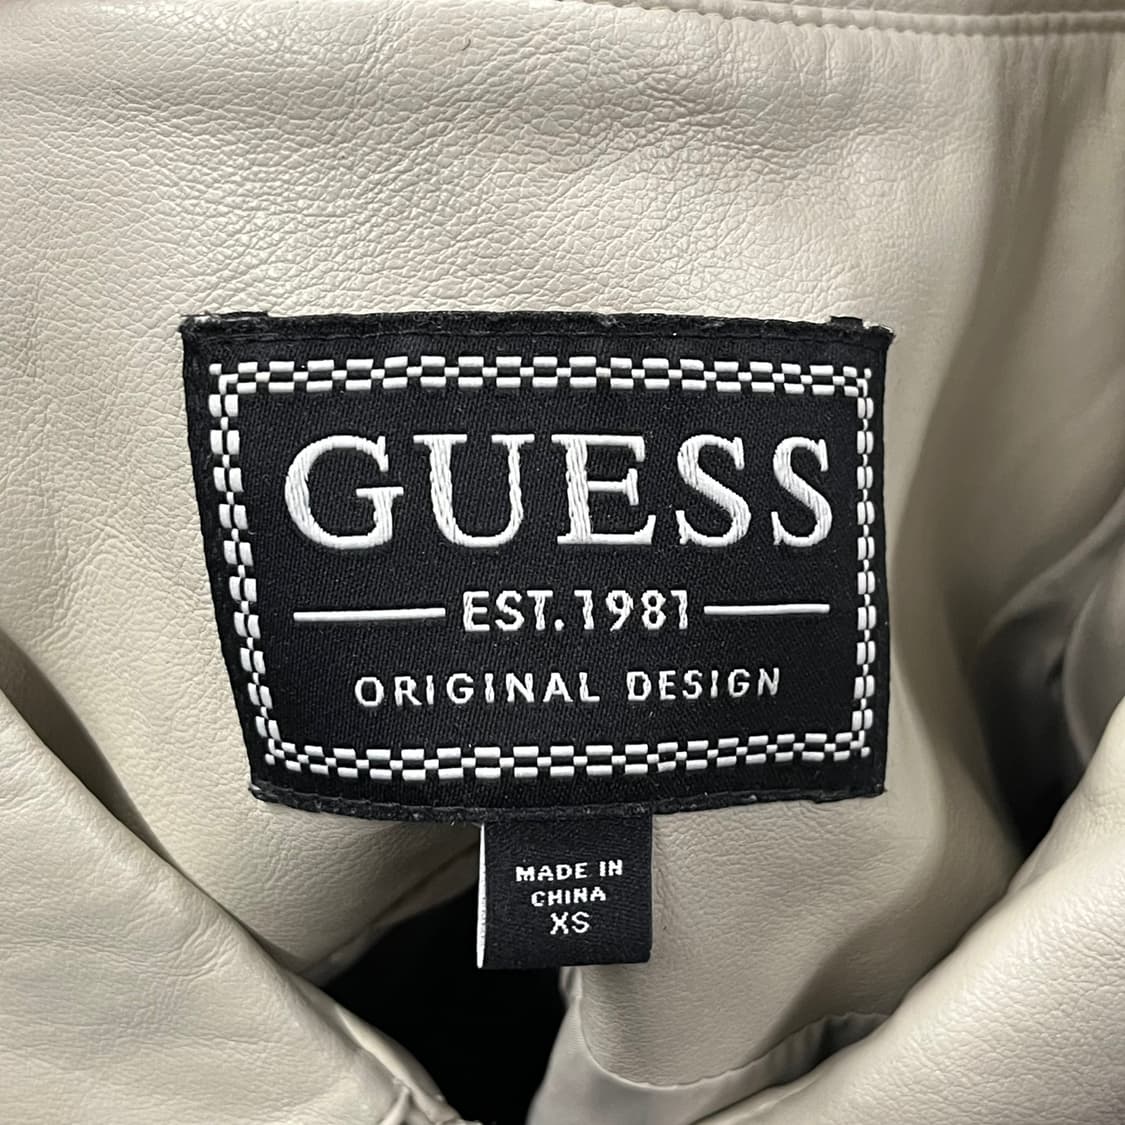 GUESS
EST.1981
ORIGINAL DESIGN
MADE IN
CHINA
XS